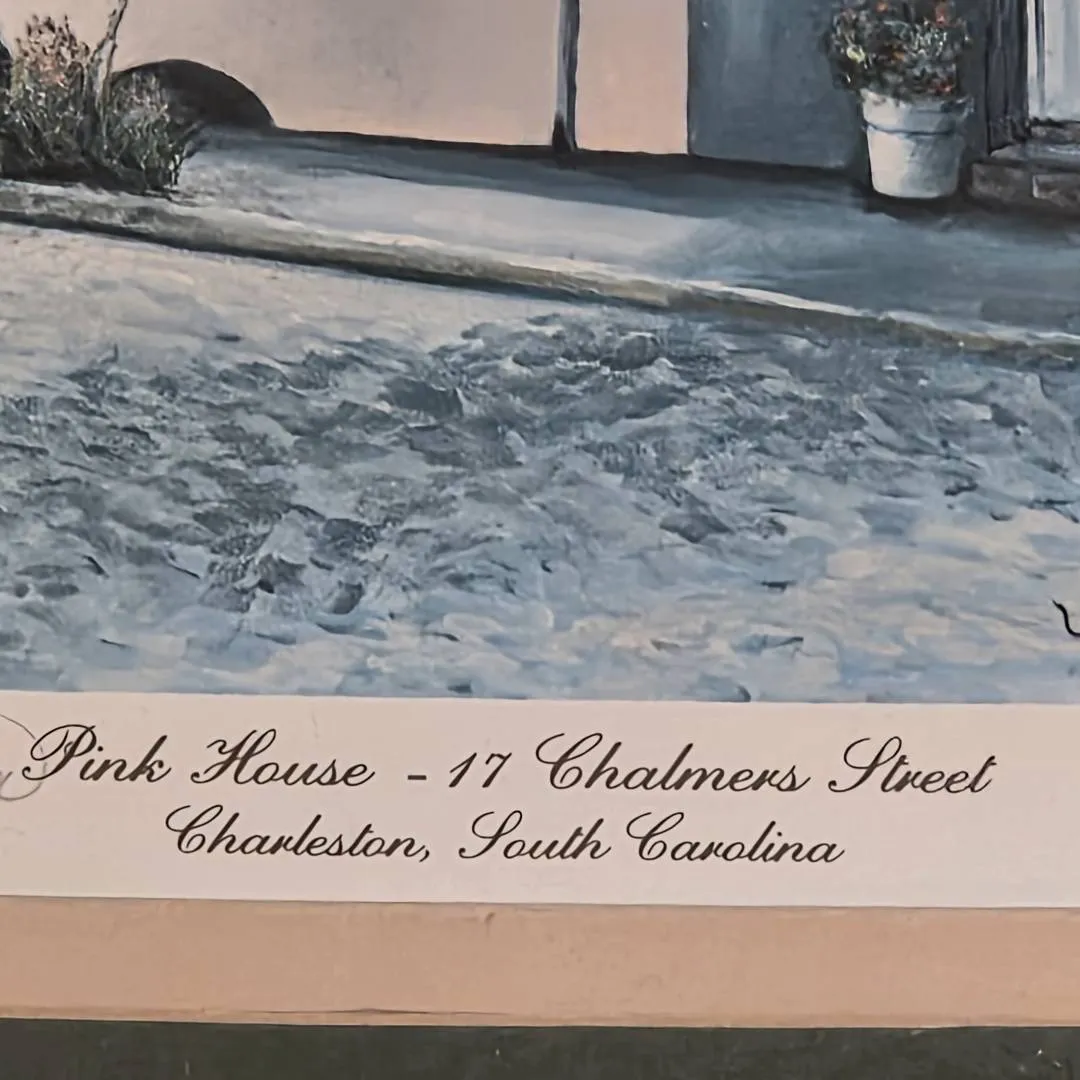 Pink House - 17 Chalmers Street
Charleston, South Carolina